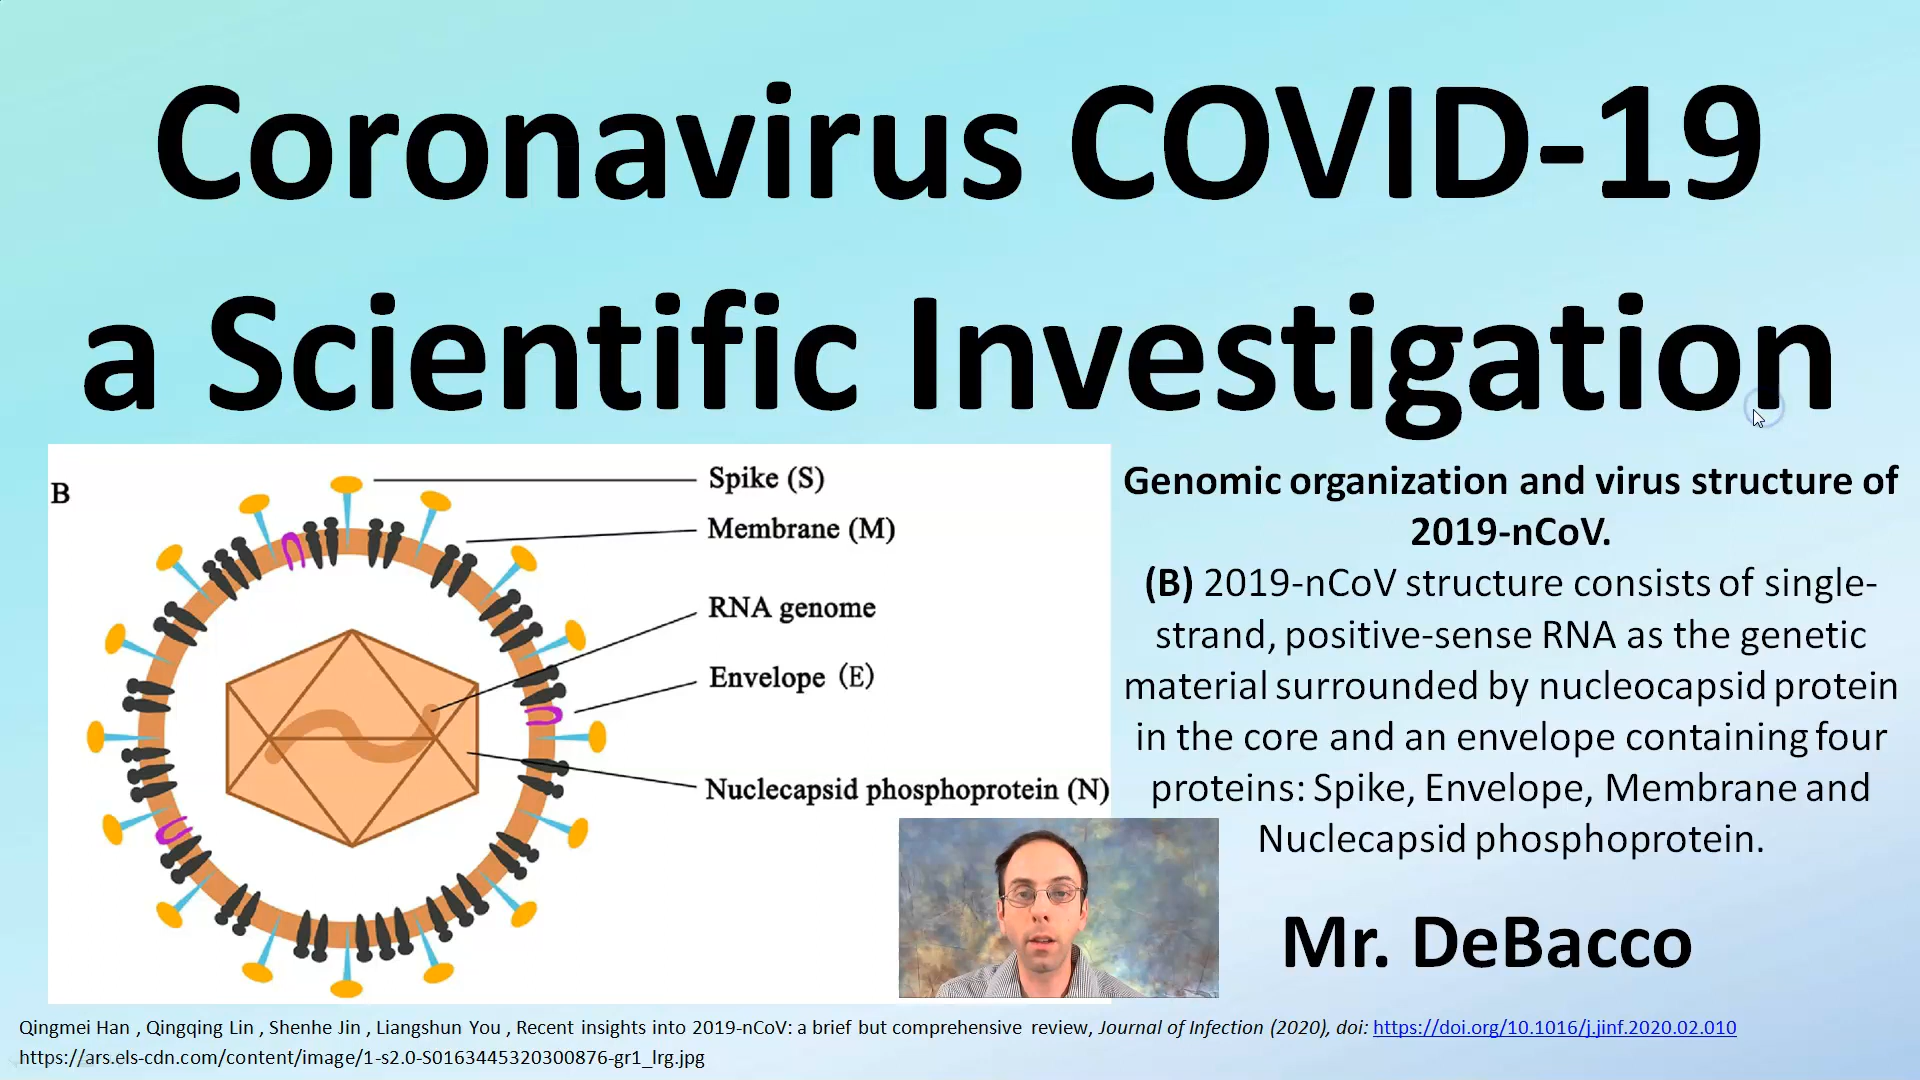 Coronavirus COVID-19
a Scientific Investigation
B
Spike (S)
Membrane (M)
RNA genome
Envelope (E)
Nuclecapsid phosphoprotein (N)
Genomic organization and virus structure of
2019-nCoV.
(B) 2019-nCoV structure consists of single-
strand, positive-sense RNA as the genetic
material surrounded by nucleocapsid protein
in the core and an envelope containing four
proteins: Spike, Envelope, Membrane and
Nuclecapsid phosphoprotein.
Mr. DeBacco
Qingmei Han , Qingqing Lin , Shenhe Jin , Liangshun You , Recent insights into 2019-nCoV: a brief but comprehensive review, Journal of Infection (2020), doi: https://doi.org/10.1016/j.jinf.2020.02.010
https://ars.els-cdn.com/content/image/1-s2.0-S0163445320300876-gr1_lrg.jpg